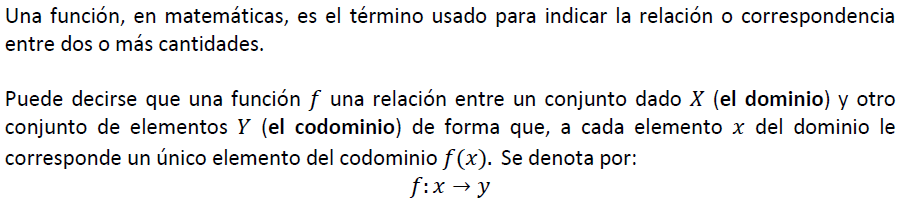 Una función, en matemáticas, es el término usado para indicar la relación o correspondencia
entre dos o más cantidades.
Puede decirse que una función 𝑓 una relación entre un conjunto dado 𝑋 (el dominio) y otro
conjunto de elementos 𝑌 (el codominio) de forma que, a cada elemento 𝑥 del dominio le
corresponde un único elemento del codominio 𝑓(𝑥). Se denota por:
𝑓: 𝑥 → 𝑦